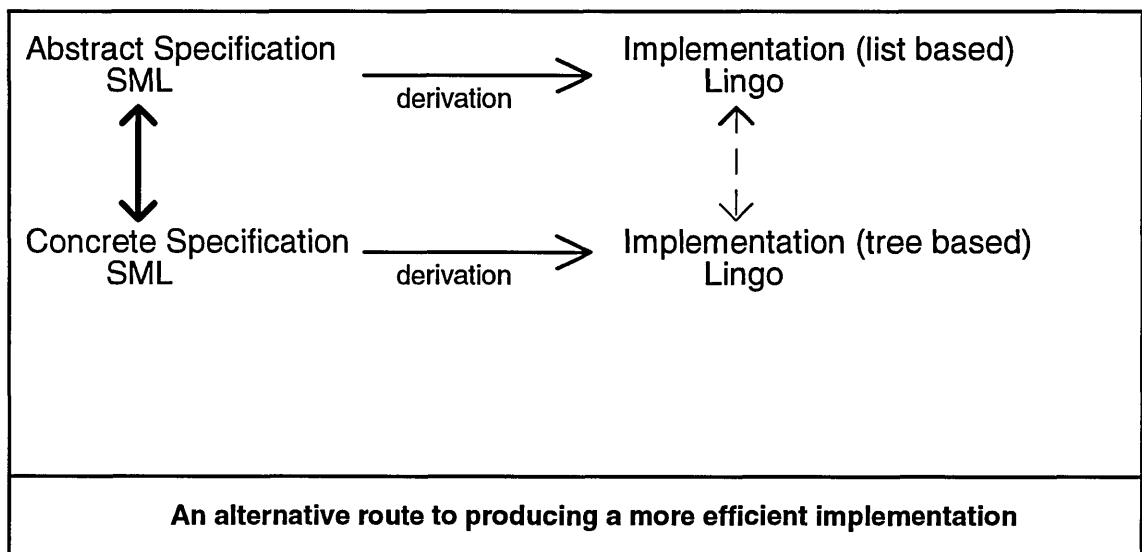 Abstract Specification
SML
derivation
Implementation (list based)
Lingo
Concrete Specification
SML
derivation
Implementation (tree based)
Lingo
An alternative route to producing a more efficient implementation